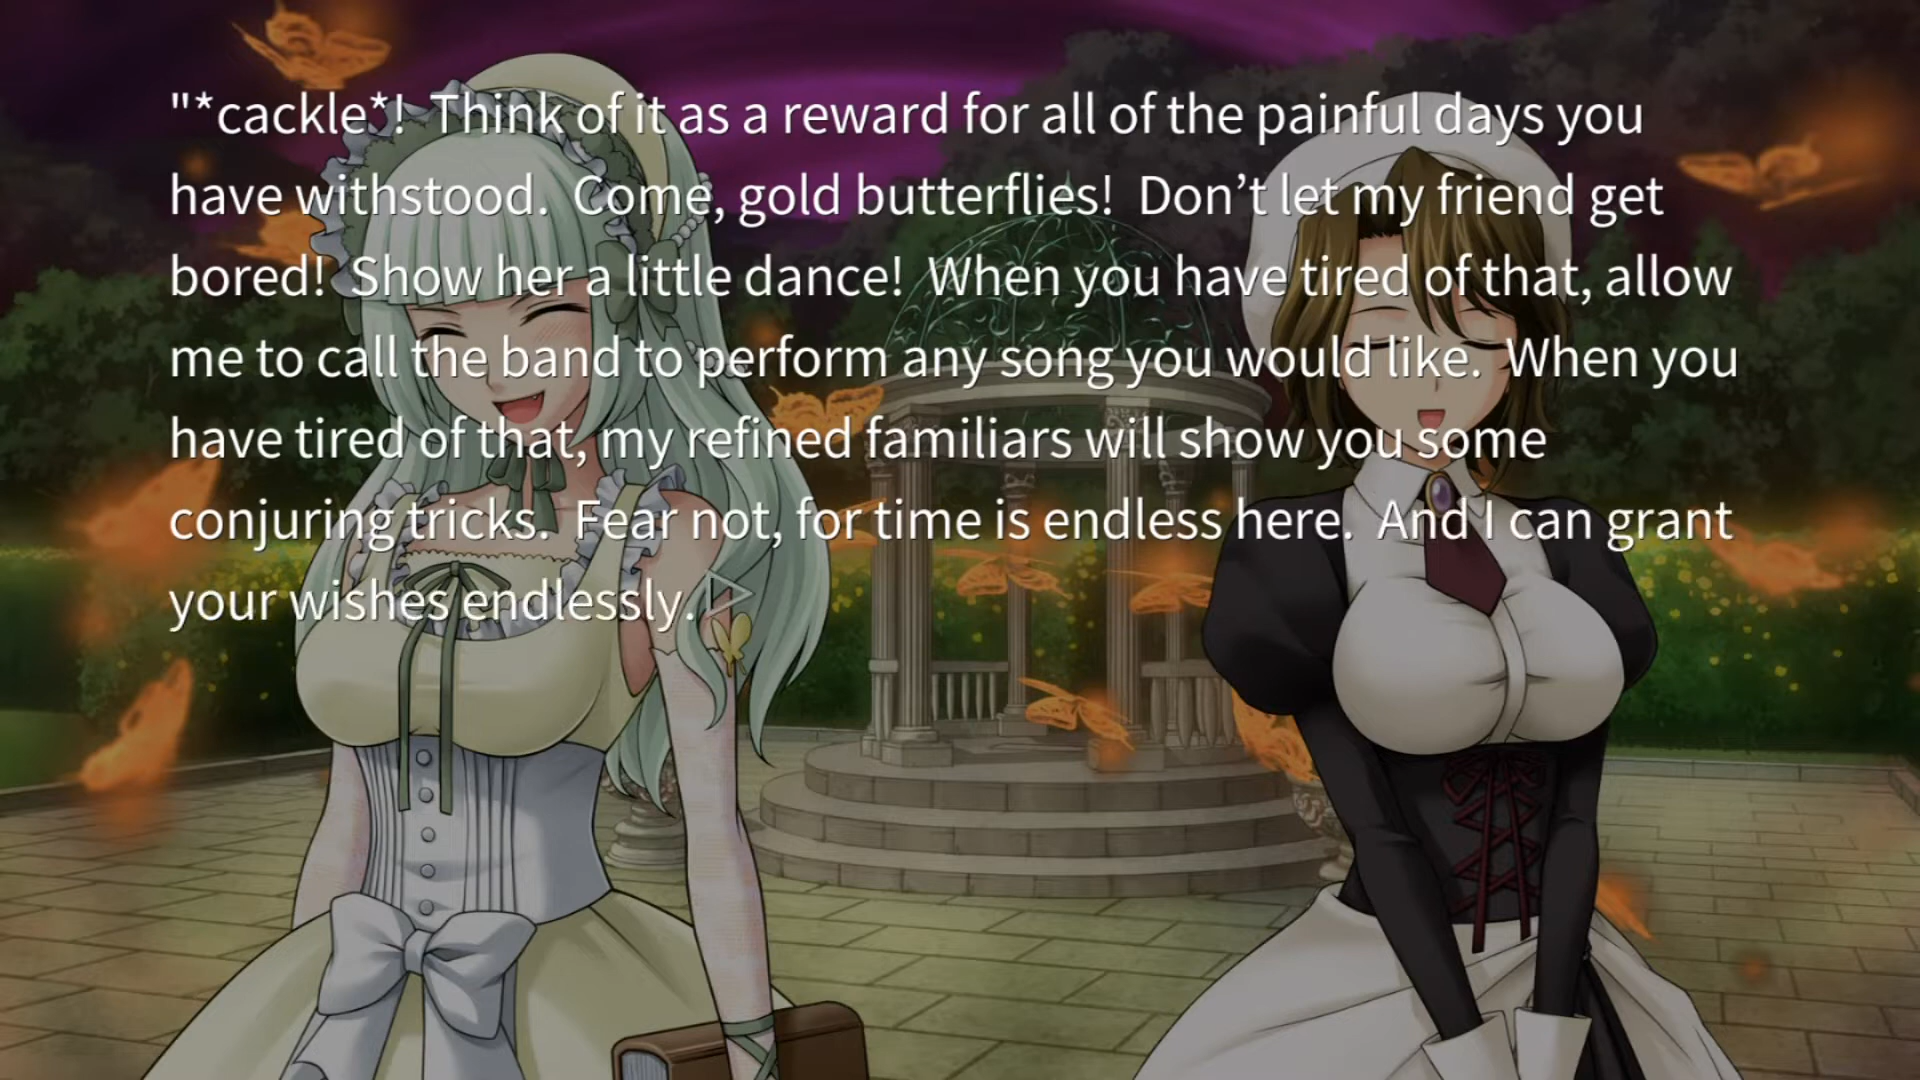 "*cackle*!  Think of it as a reward for all of the painful days you
have withstood.  Come, gold butterflies!  Don’t let my friend get
bored!  Show her a little dance!  When you have tired of that, allow
me to call the band to perform any song you would like.  When you
have tired of that, my refined familiars will show you some
conjuring tricks.  Fear not, for time is endless here.  And I can grant
your wishes endlessly.